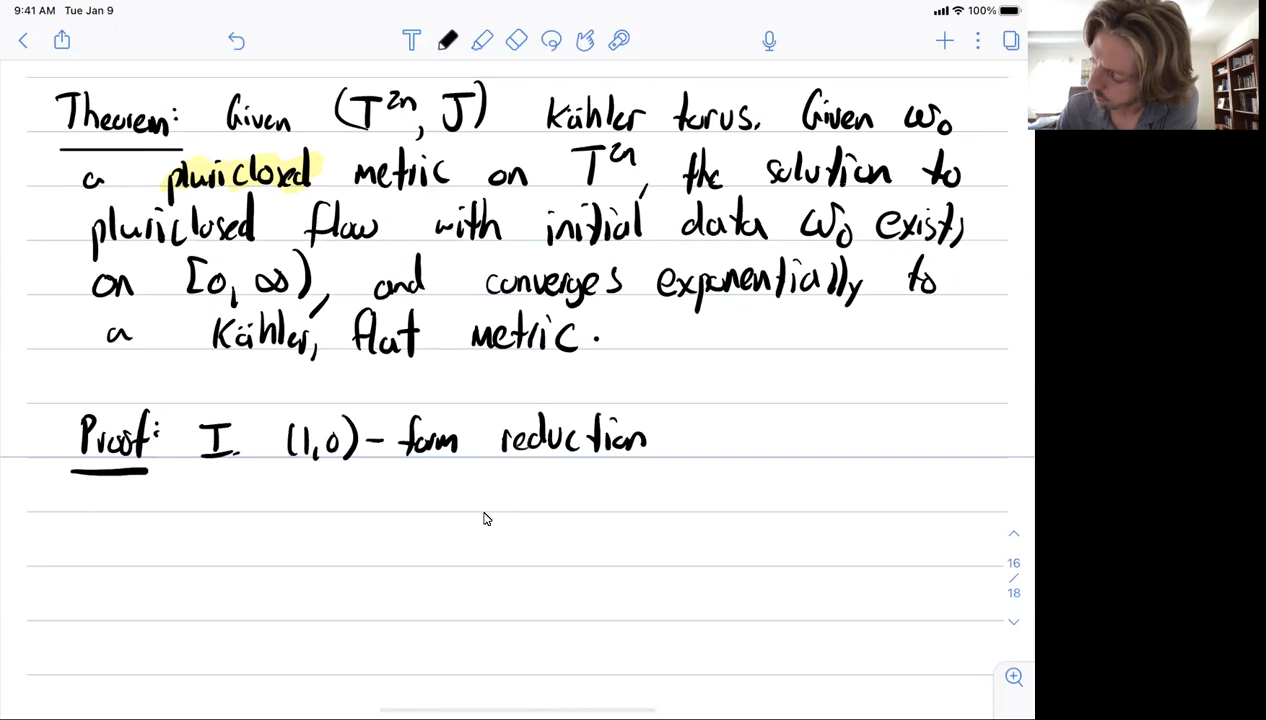 9:41 AM Tue Jan 9
100%
Theorem: Given (T²ⁿ, J) Kähler torus. Given ω₀
a pluriclosed metric on T²ⁿ, the solution to
pluriclosed flow with initial data ω₀ exists
on [0, ∞), and converges exponentially to
a Kähler, flat metric.
Proof: I. (1,0)-form reduction
16
/
18